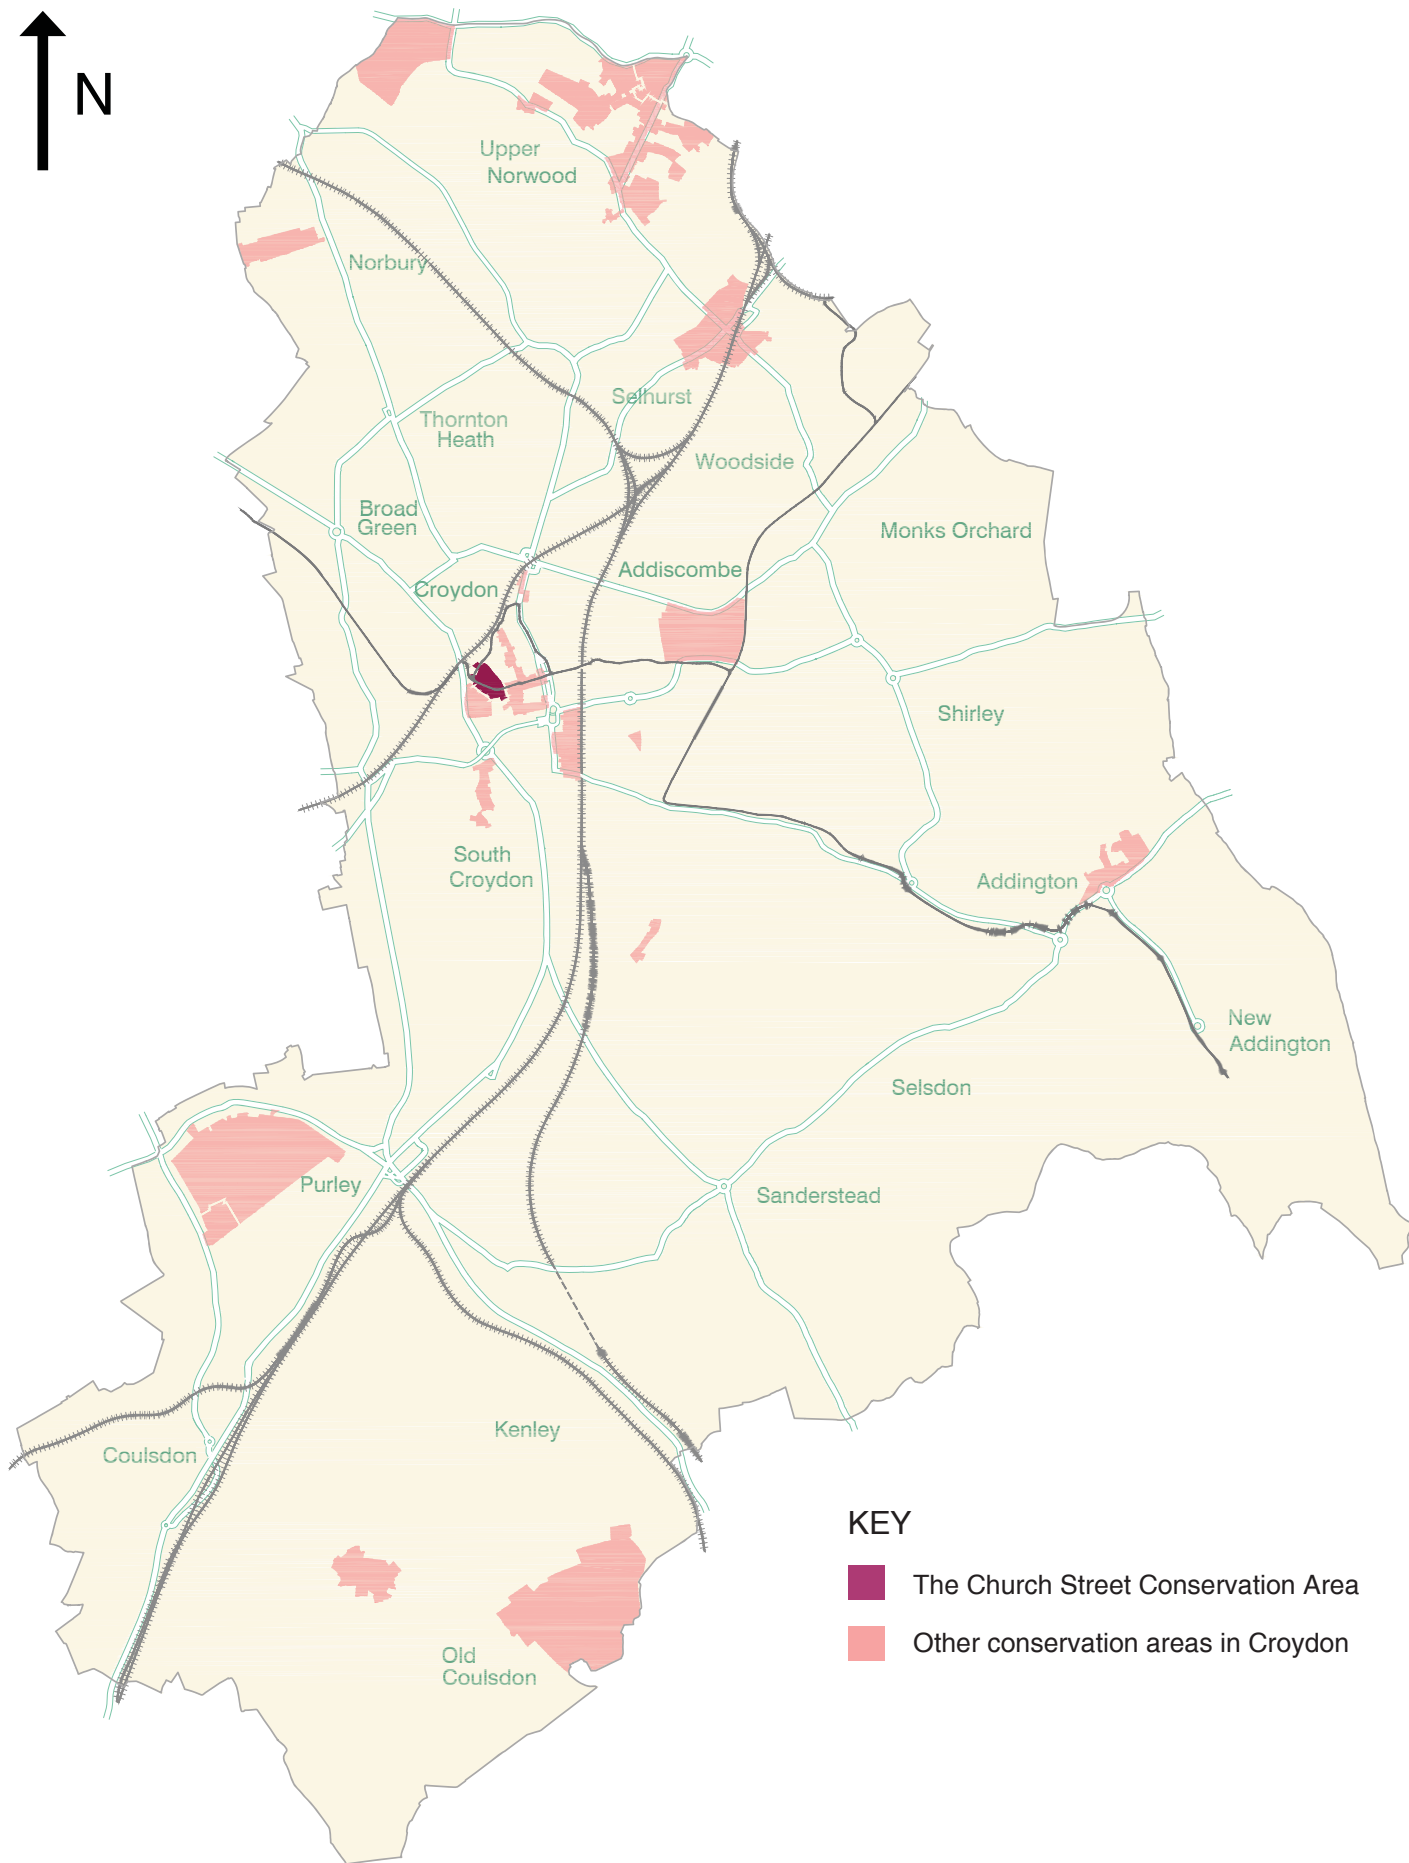 N
Upper
Norwood
Norbury
Selhurst
Thornton
Heath
Woodside
Broad
Green
Monks Orchard
Addiscombe
Croydon
Shirley
South
Croydon
Addington
New
Addington
Selsdon
Purley
Sanderstead
Kenley
Coulsdon
Old
Coulsdon
KEY
The Church Street Conservation Area
Other conservation areas in Croydon